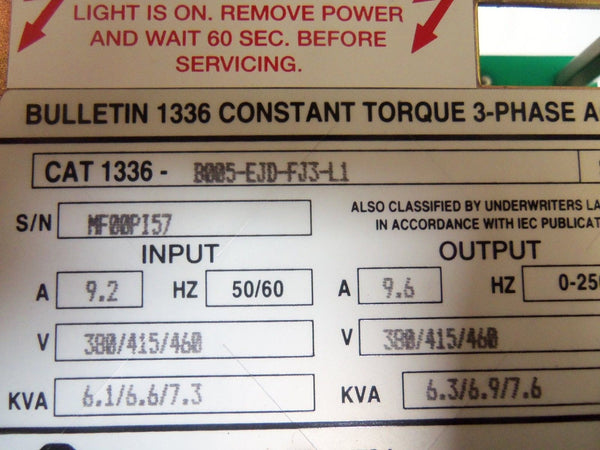 LIGHT IS ON. REMOVE POWER
AND WAIT 60 SEC. BEFORE
SERVICING.
BULLETIN 1336 CONSTANT TORQUE 3-PHASE A
CAT 1336 - B005-EJD-FJ3-L1
S/N MF00PI57
ALSO CLASSIFIED BY UNDERWRITERS LA
IN ACCORDANCE WITH IEC PUBLICAT
INPUT OUTPUT
A 9.2 HZ 50/60 A 9.6 HZ 0-250
V 380/415/460 V 380/415/460
KVA 6.1/6.6/7.3 KVA 6.3/6.9/7.6